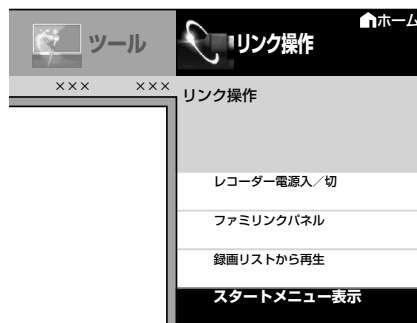 ツール
リンク操作
ホーム
××× ×××
リンク操作
レコーダー電源入／切
ファミリンクパネル
録画リストから再生
スタートメニュー表示